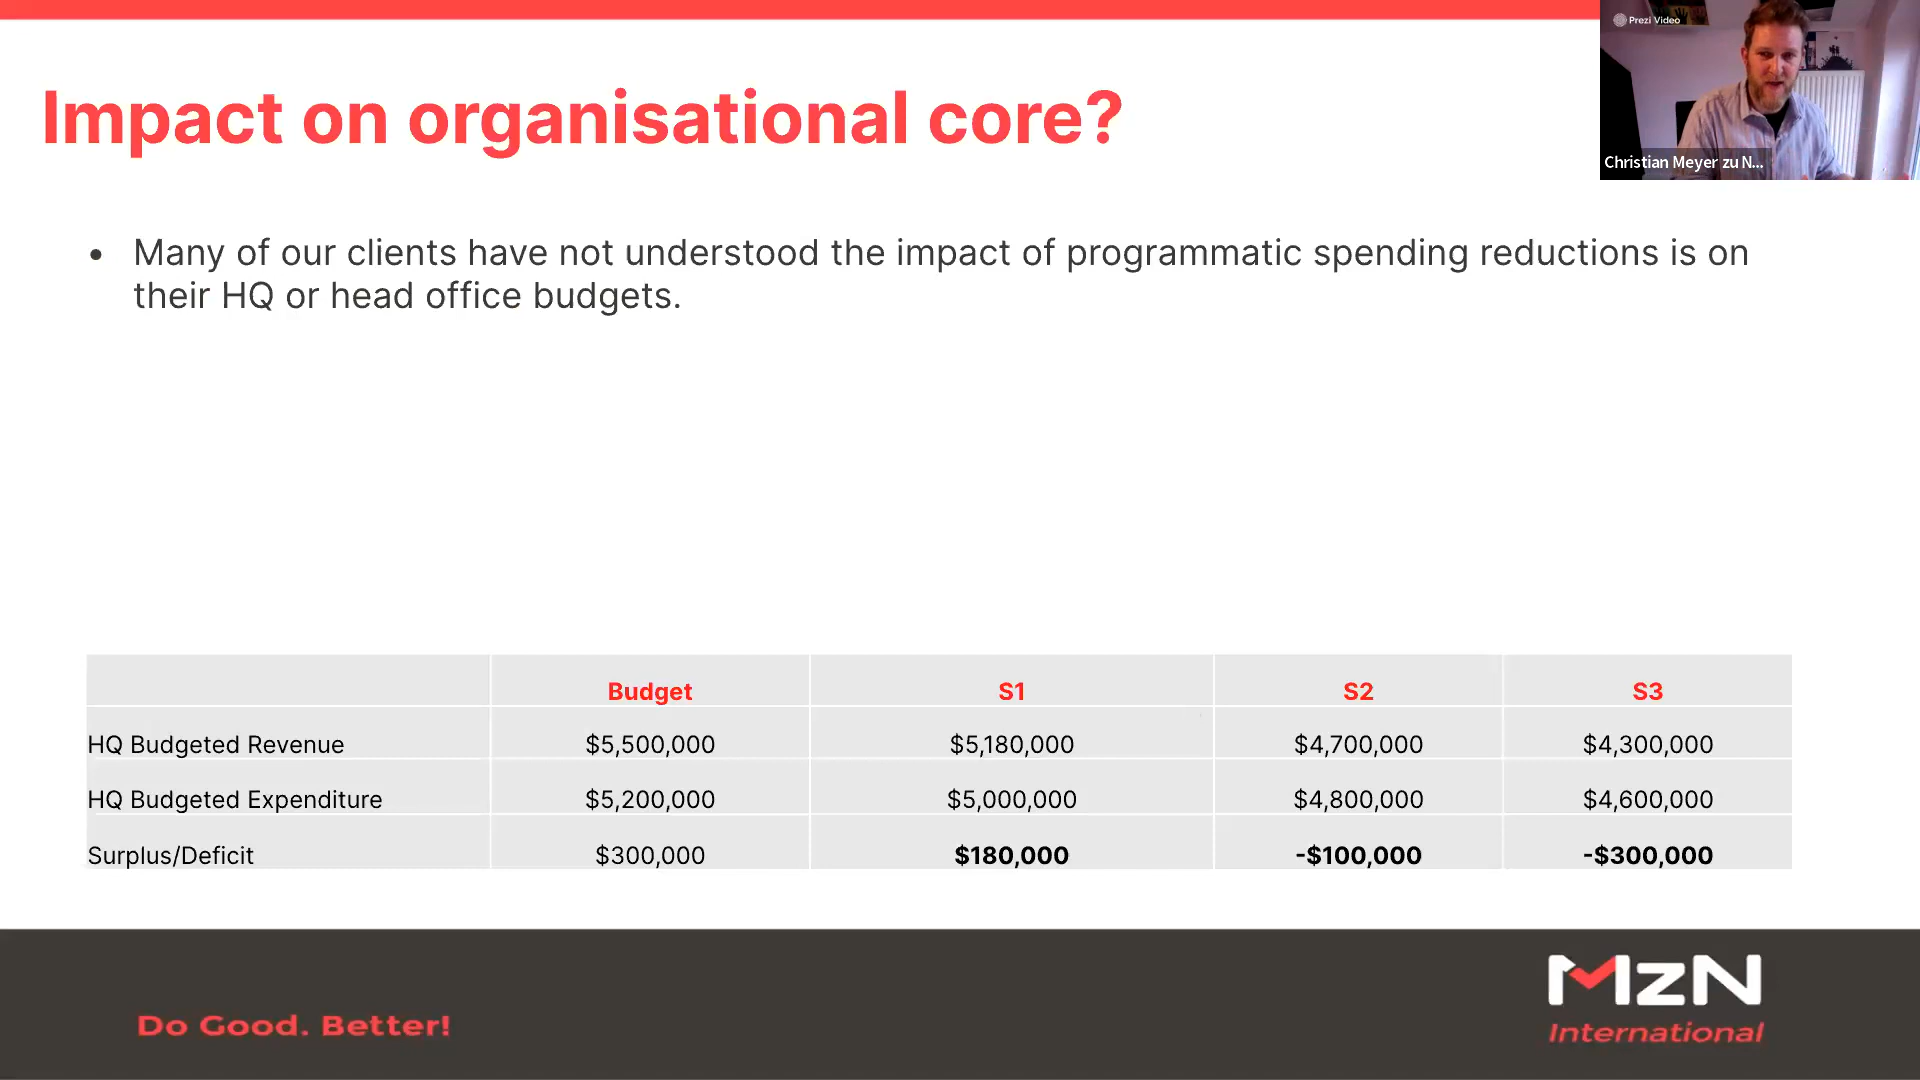 Prezi Video
Christian Meyer zu N...
Impact on organisational core?
• Many of our clients have not understood the impact of programmatic spending reductions is on
their HQ or head office budgets.
Budget S1 S2 S3
HQ Budgeted Revenue $5,500,000 $5,180,000 $4,700,000 $4,300,000
HQ Budgeted Expenditure $5,200,000 $5,000,000 $4,800,000 $4,600,000
Surplus/Deficit $300,000 $180,000 -$100,000 -$300,000
Do Good. Better!
MzN
International